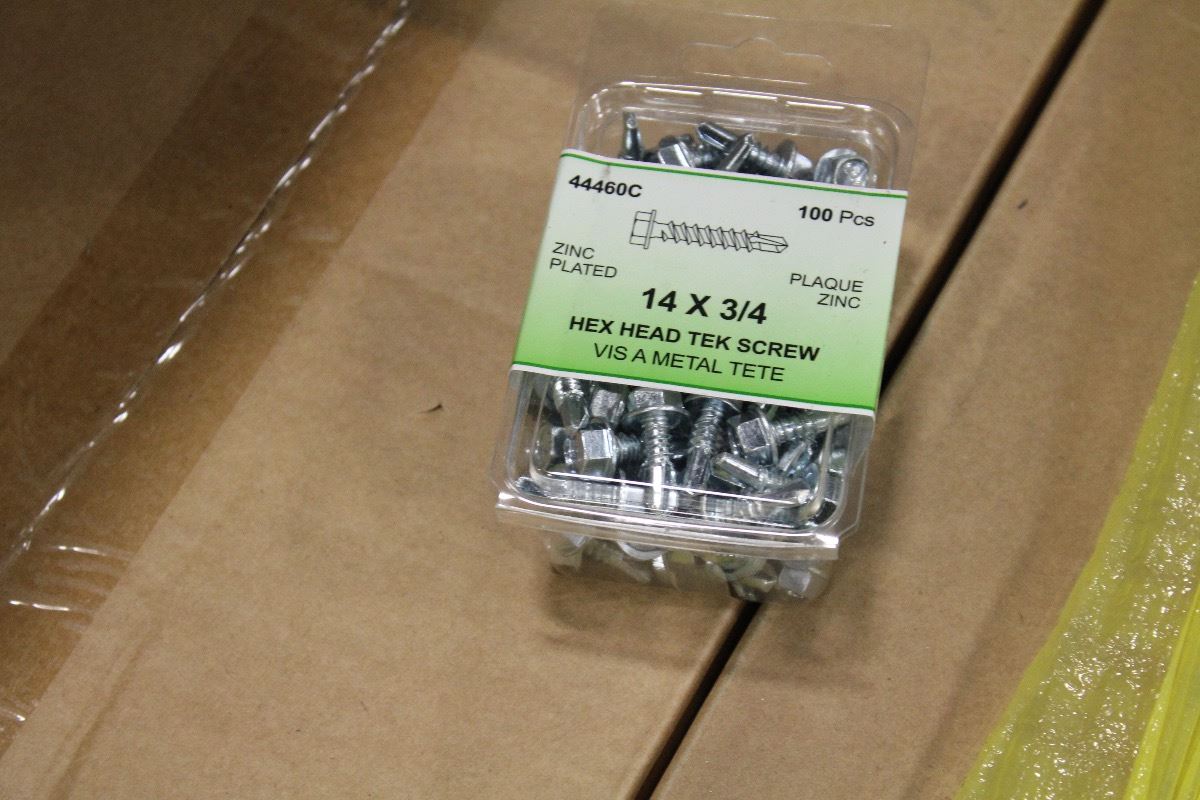 44460C
100 Pcs
ZINC
PLATED
PLAQUE
ZINC
14 X 3/4
HEX HEAD TEK SCREW
VIS A METAL TETE